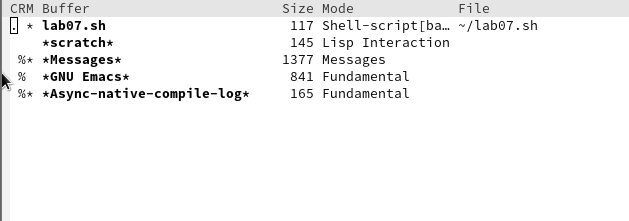 CRM Buffer Size Mode File
. * lab07.sh 117 Shell-script[ba… ~/lab07.sh
*scratch* 145 Lisp Interaction
%* *Messages* 1377 Messages
% *GNU Emacs* 841 Fundamental
%* *Async-native-compile-log* 165 Fundamental